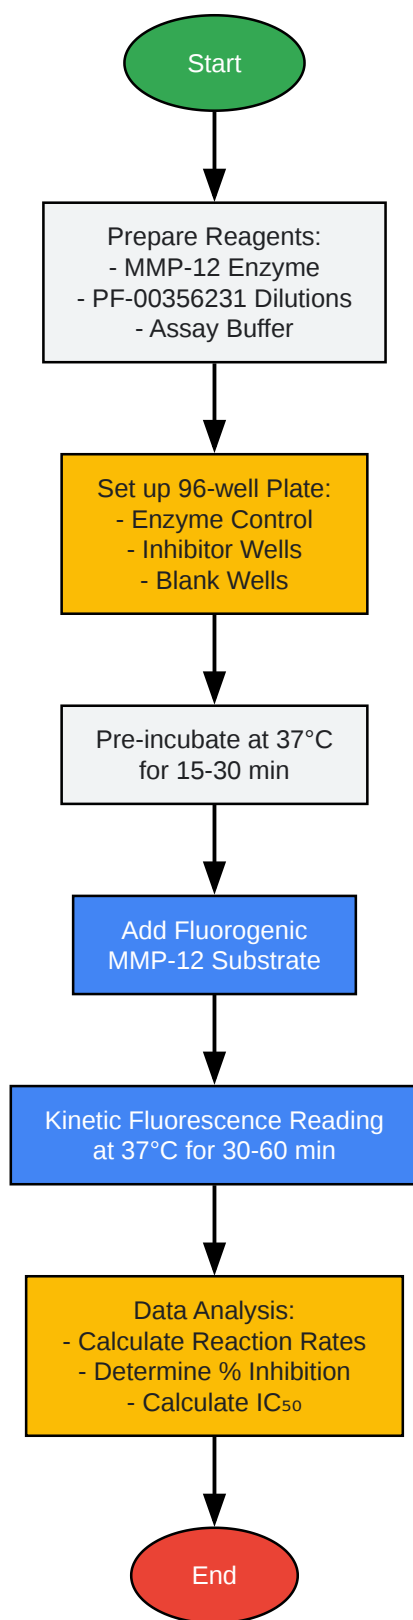 Start
Prepare Reagents:
- MMP-12 Enzyme
- PF-00356231 Dilutions
- Assay Buffer
Set up 96-well Plate:
- Enzyme Control
- Inhibitor Wells
- Blank Wells
Pre-incubate at 37°C
for 15-30 min
Add Fluorogenic
MMP-12 Substrate
Kinetic Fluorescence Reading
at 37°C for 30-60 min
Data Analysis:
- Calculate Reaction Rates
- Determine % Inhibition
- Calculate IC₅₀
End